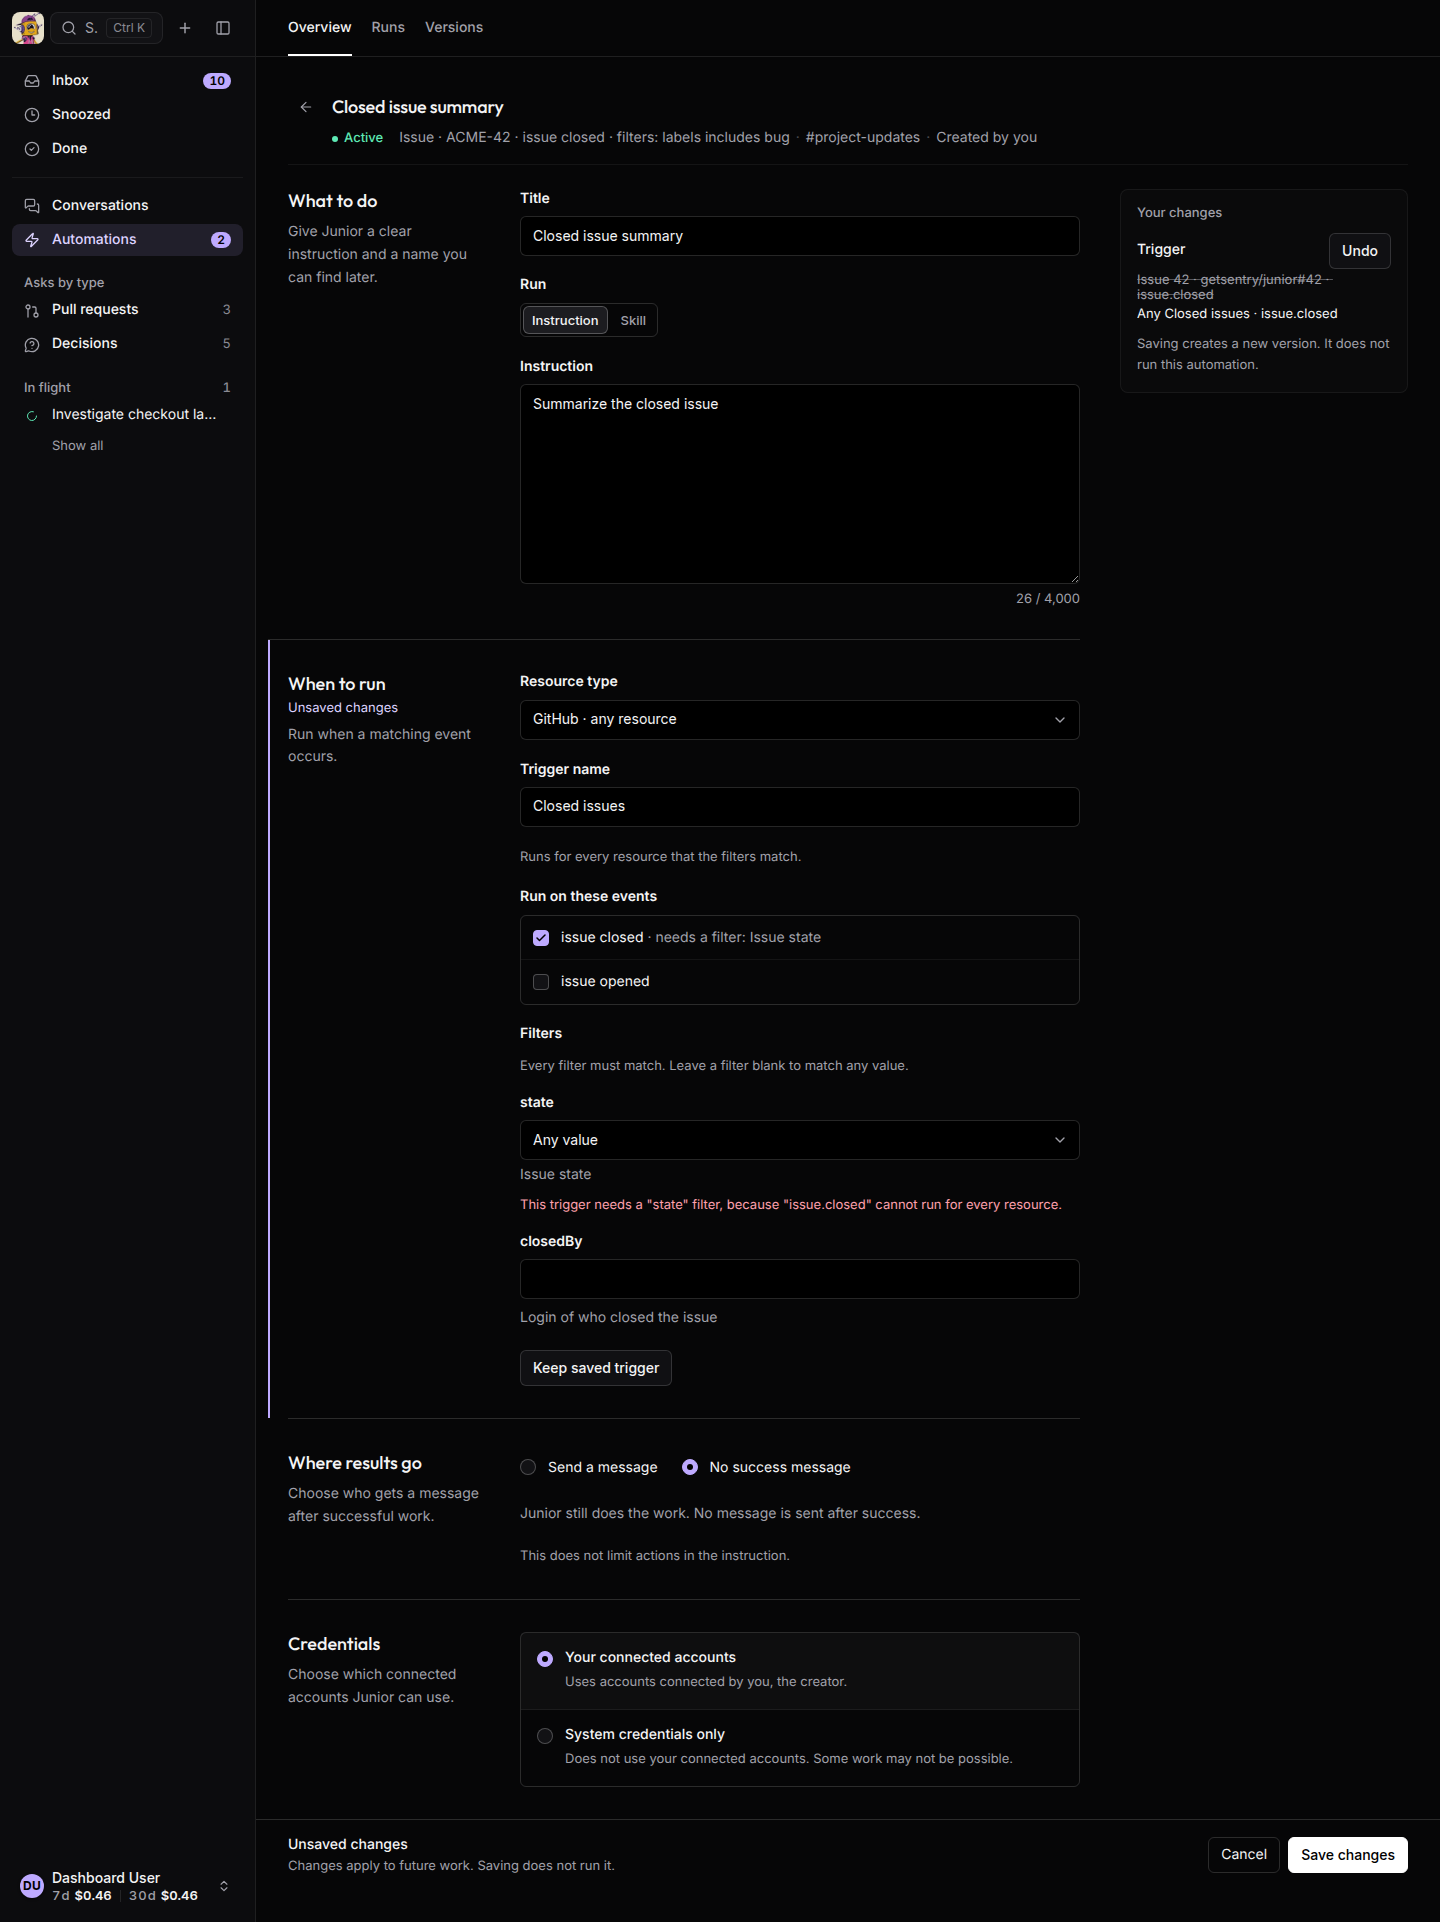 S.
Ctrl K
Inbox
10
Snoozed
Done
Conversations
Automations
2
Asks by type
Pull requests
3
Decisions
5
In flight
1
Investigate checkout la...
Show all
Dashboard User
7d $0.46 | 30d $0.46
DU
Overview
Runs
Versions
Closed issue summary
Active
Issue · ACME-42 · issue closed · filters: labels includes bug · #project-updates · Created by you
What to do
Give Junior a clear
instruction and a name you
can find later.
Title
Closed issue summary
Run
Instruction
Skill
Instruction
Summarize the closed issue
26 / 4,000
When to run
Unsaved changes
Run when a matching event
occurs.
Resource type
GitHub · any resource
Trigger name
Closed issues
Runs for every resource that the filters match.
Run on these events
issue closed · needs a filter: Issue state
issue opened
Filters
Every filter must match. Leave a filter blank to match any value.
state
Any value
Issue state
This trigger needs a "state" filter, because "issue.closed" cannot run for every resource.
closedBy
Login of who closed the issue
Keep saved trigger
Where results go
Choose who gets a message
after successful work.
Send a message
No success message
Junior still does the work. No message is sent after success.
This does not limit actions in the instruction.
Credentials
Choose which connected
accounts Junior can use.
Your connected accounts
Uses accounts connected by you, the creator.
System credentials only
Does not use your connected accounts. Some work may not be possible.
Your changes
Trigger
Undo
Issue 42 · getsentry/junior#42 ·
issue.closed
Any Closed issues · issue.closed
Saving creates a new version. It does not
run this automation.
Unsaved changes
Changes apply to future work. Saving does not run it.
Cancel
Save changes